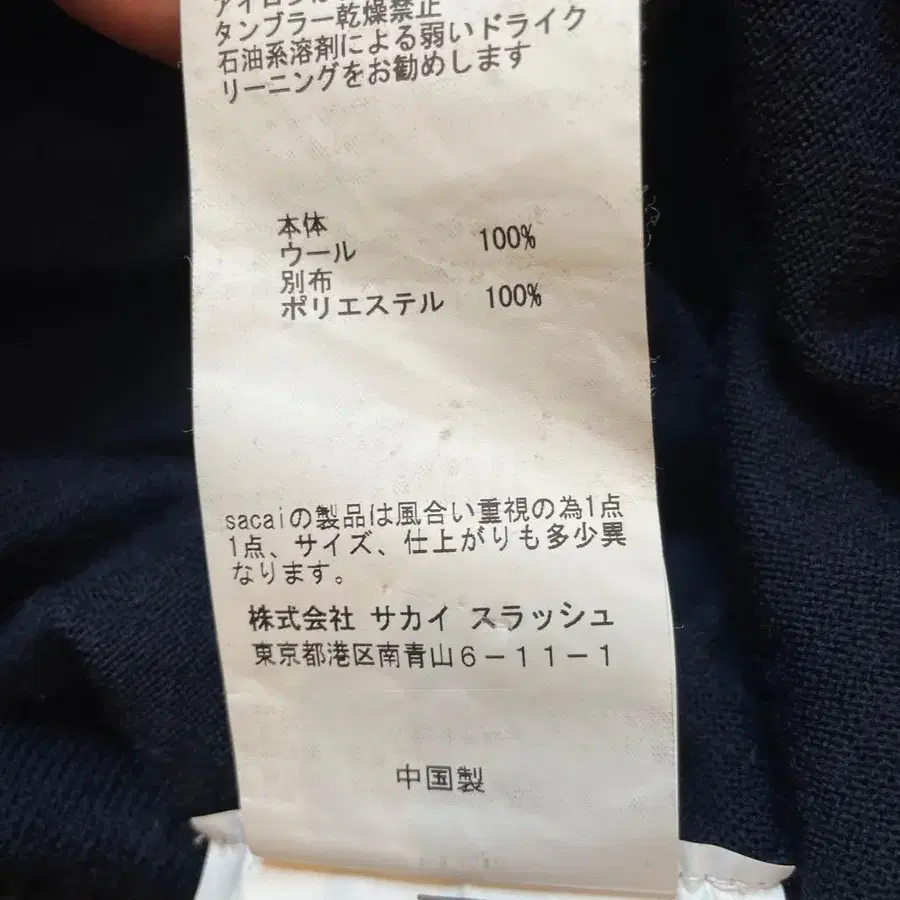 タンブラー乾燥禁止
石油系溶剤による弱いドライク
リーニングをお勧めします
本体
ウール 100%
別布
ポリエステル 100%
sacaiの製品は風合い重視の為1点
1点、サイズ、仕上がりも多少異
なります。
株式会社 サカイ スラッシュ
東京都港区南青山6-11-1
中国製